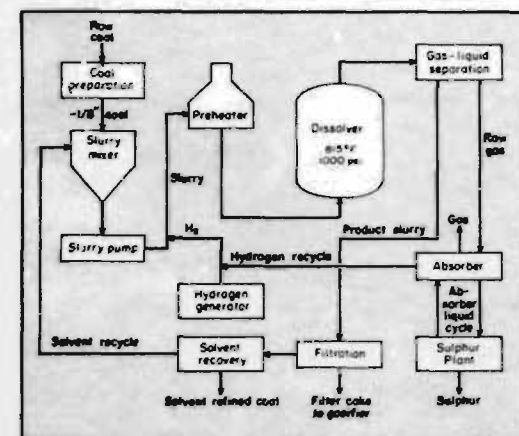 Raw
coal
Coal
preparation
-1/8" coal
Slurry
mixer
Slurry pump
Slurry
H₂
Preheater
Dissolver
815°F
1000 psi
Gas-liquid
separation
Raw
gas
Gas
Product slurry
Hydrogen recycle
Absorber
Hydrogen
generator
Ab-
sorber
liquid
cycle
Solvent recycle
Solvent
recovery
Filtration
Sulphur
Plant
Solvent refined coal
Filter cake
to gasifier
Sulphur